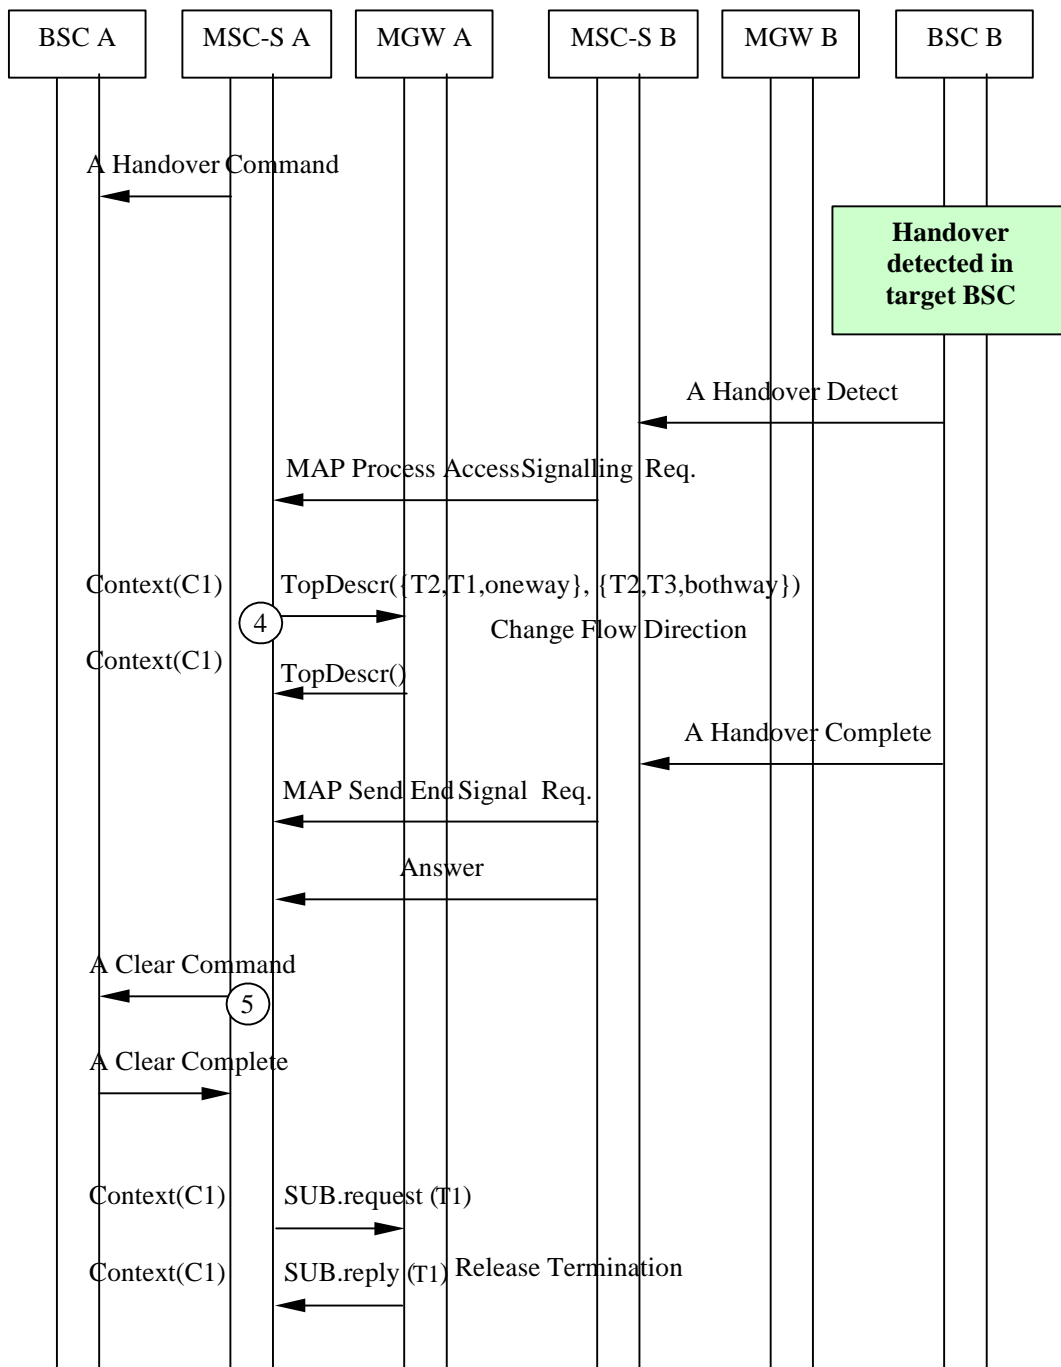 BSC A
MSC-S A
MGW A
MSC-S B
MGW B
BSC B
A Handover Command
Handover
detected in
target BSC
A Handover Detect
MAP Process AccessSignalling Req.
Context(C1)
TopDescr({T2,T1,oneway}, {T2,T3,bothway})
4
Change Flow Direction
Context(C1)
TopDescr()
A Handover Complete
MAP Send End Signal Req.
Answer
A Clear Command
5
A Clear Complete
Context(C1)
SUB.request (T1)
Context(C1)
SUB.reply (T1)
Release Termination